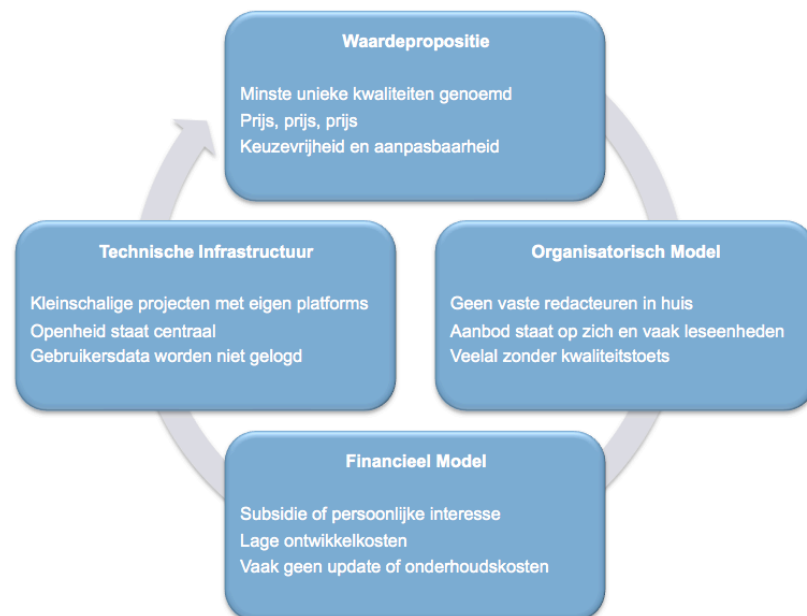 Waardepropositie
Minste unieke kwaliteiten genoemd
Prijs, prijs, prijs
Keuzevrijheid en aanpasbaarheid
Technische Infrastructuur
Kleinschalige projecten met eigen platforms
Openheid staat centraal
Gebruikersdata worden niet gelogd
Organisatorisch Model
Geen vaste redacteuren in huis
Aanbod staat op zich en vaak leseenheden
Veelal zonder kwaliteitstoets
Financieel Model
Subsidie of persoonlijke interesse
Lage ontwikkelkosten
Vaak geen update of onderhoudskosten